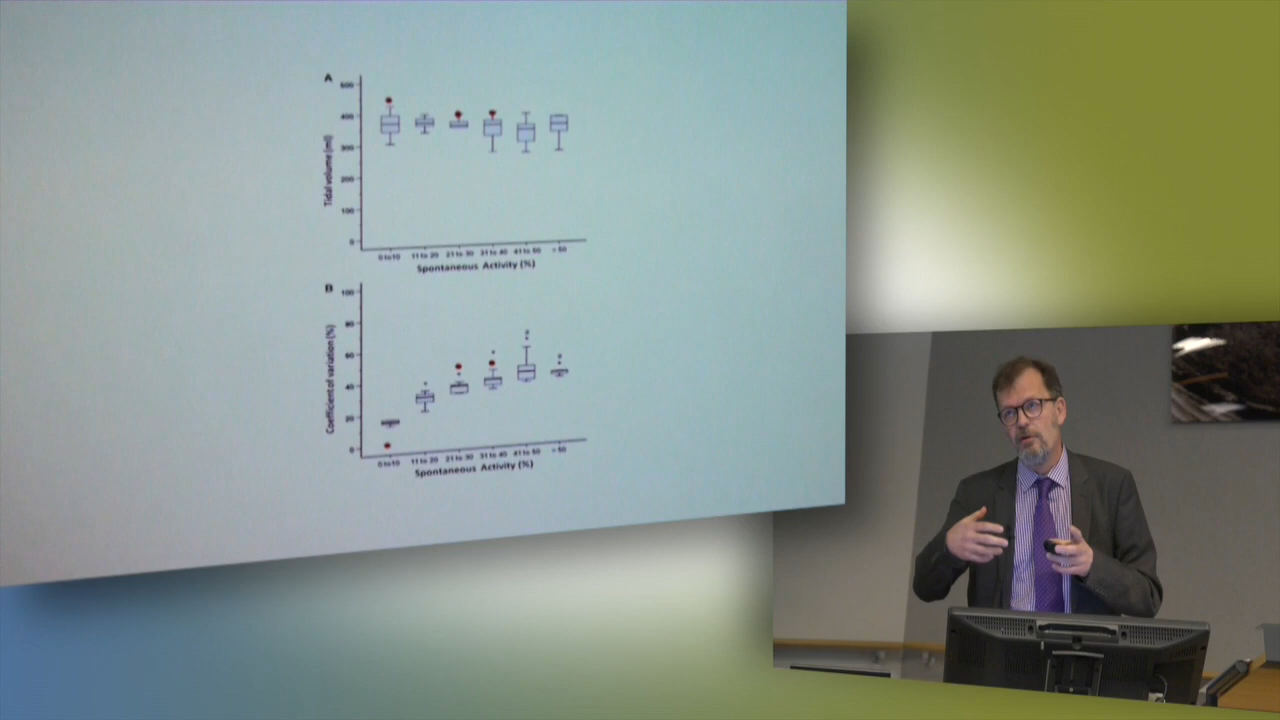 A
500
400
300
200
100
0
Tidal volume (ml)
0 to 10 11 to 20 21 to 30 31 to 40 41 to 50 > 50
Spontaneous Activity (%)
B
100
80
60
40
20
0
Coefficient of variation (%)
0 to 10 11 to 20 21 to 30 31 to 40 41 to 50 > 50
Spontaneous Activity (%)